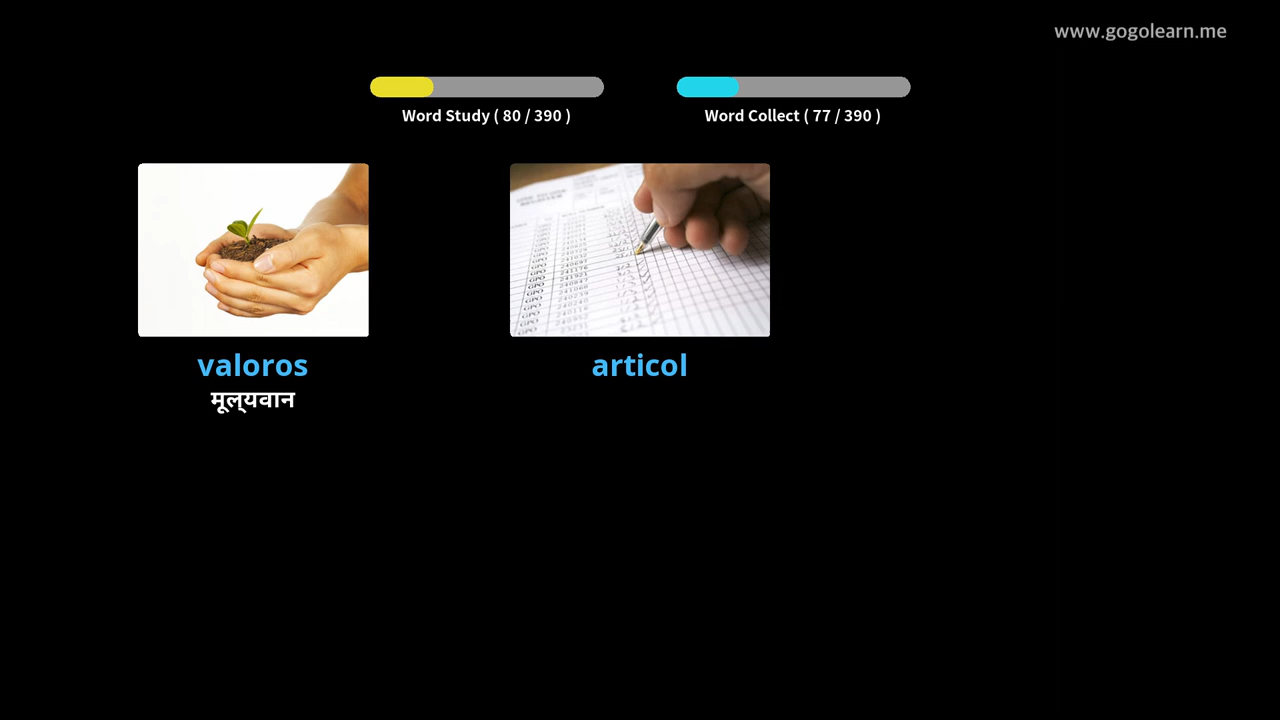 www.gogolearn.me
Word Study ( 80 / 390 )
Word Collect ( 77 / 390 )
valoros
मूल्यवान
articol